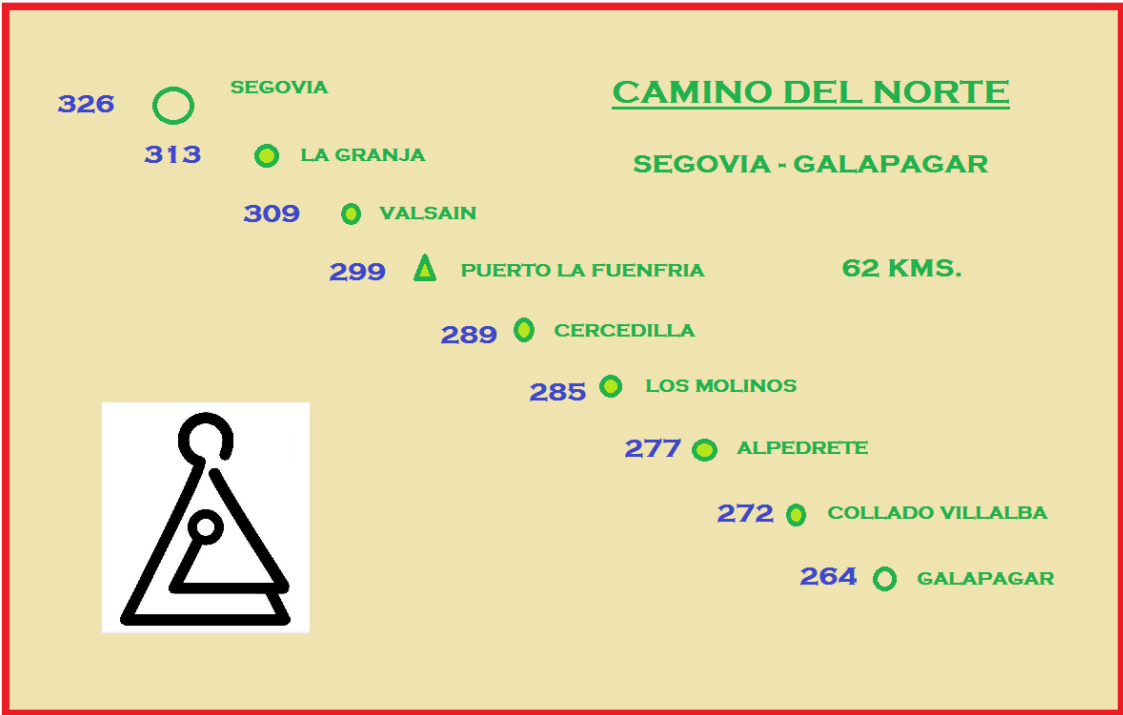 CAMINO DEL NORTE
SEGOVIA - GALAPAGAR
62 KMS.
326 SEGOVIA
313 LA GRANJA
309 VALSAIN
299 PUERTO LA FUENFRIA
289 CERCEDILLA
285 LOS MOLINOS
277 ALPEDRETE
272 COLLADO VILLALBA
264 GALAPAGAR